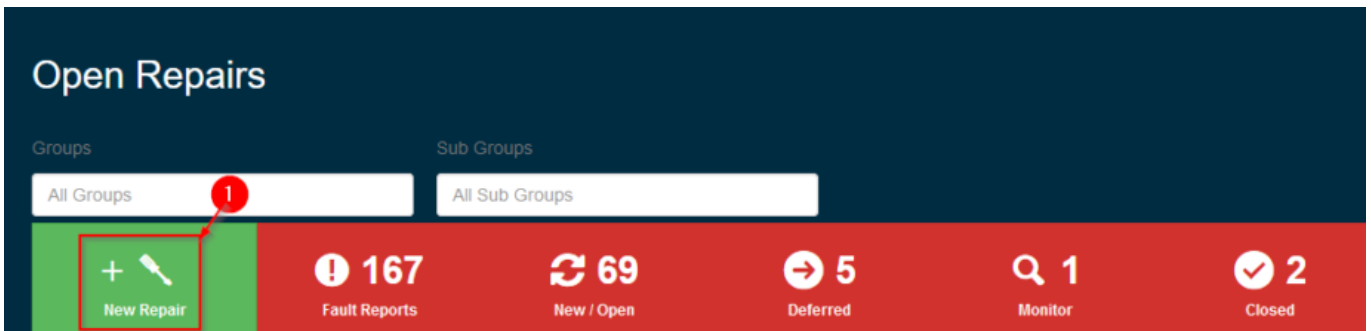 Open Repairs
Groups
Sub Groups
All Groups
All Sub Groups
1
+
New Repair
! 167
Fault Reports
69
New / Open
5
Deferred
1
Monitor
2
Closed